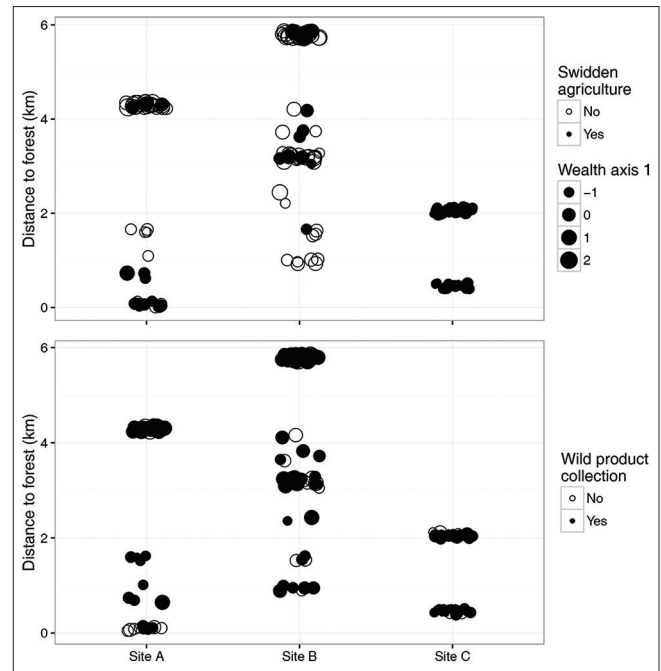 6
4
2
0
Distance to forest (km)
Swidden
agriculture
No
Yes
Wealth axis 1
−1
0
1
2
6
4
2
0
Distance to forest (km)
Wild product
collection
No
Yes
Site A
Site B
Site C